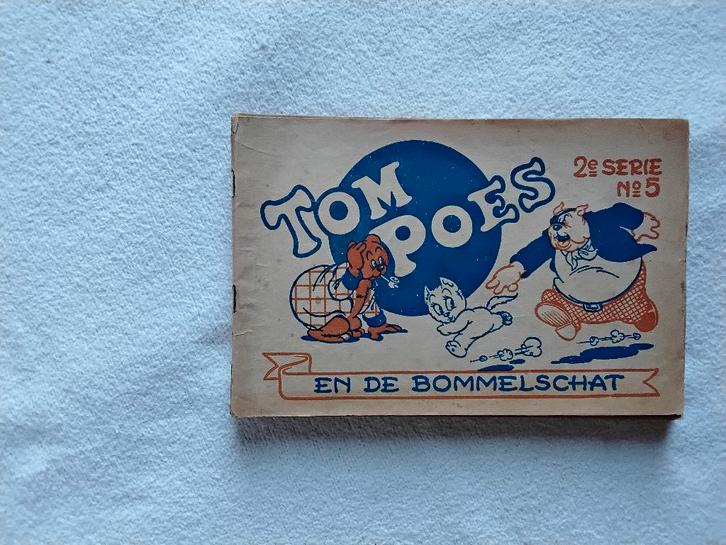 TOM
POES
2e SERIE
No 5
EN DE BOMMELSCHAT